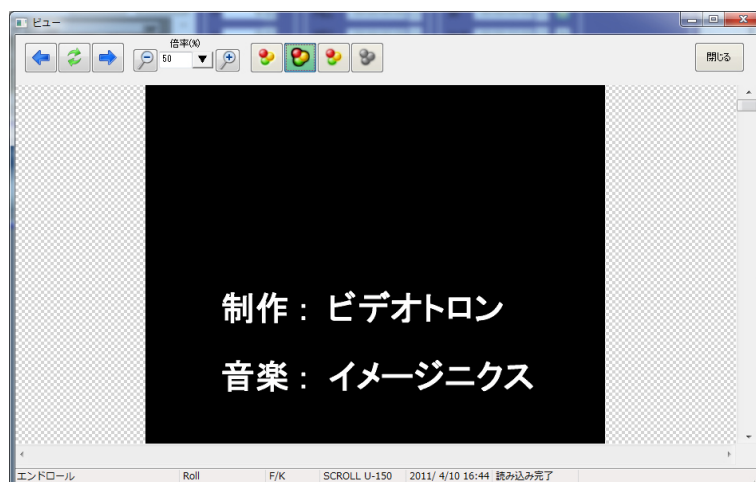 ビュー
倍率(%)
50
閉じる
制作： ビデオトロン
音楽： イメージニクス
エンドロール Roll F/K SCROLL U-150 2011/ 4/10 16:44 読み込み完了